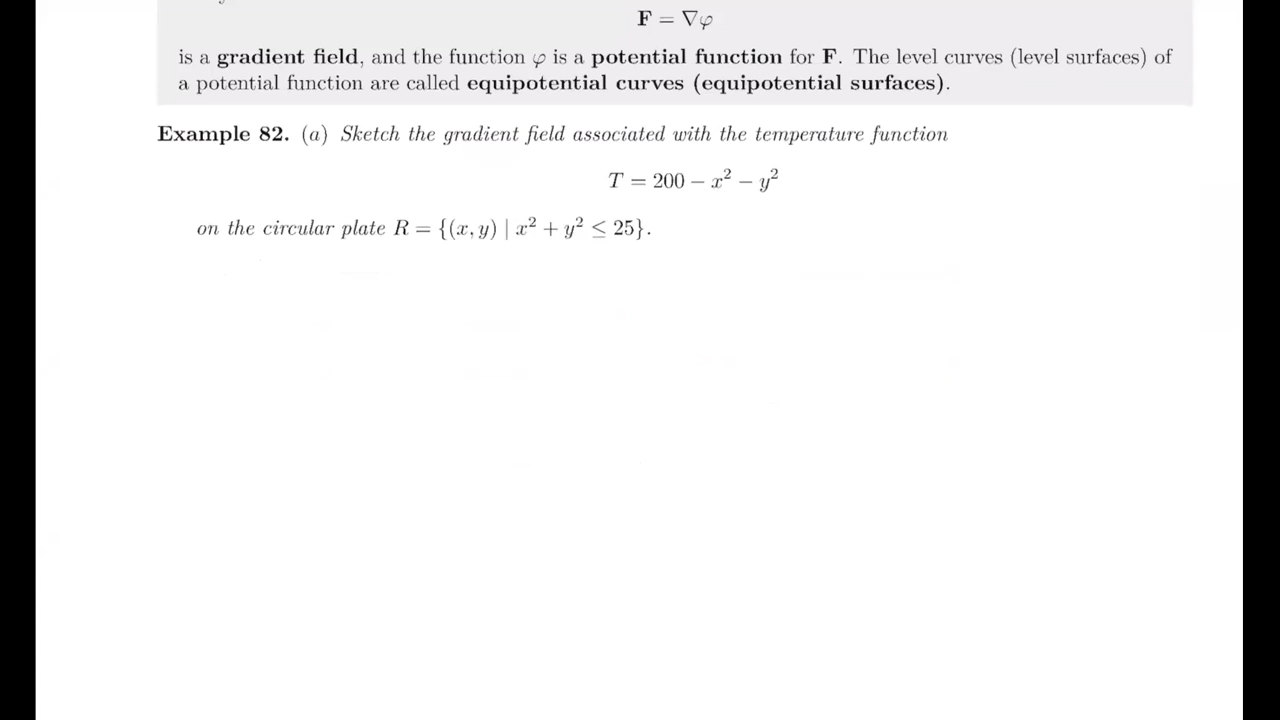 F = ∇φ
is a gradient field, and the function φ is a potential function for F. The level curves (level surfaces) of
a potential function are called equipotential curves (equipotential surfaces).
Example 82. (a) Sketch the gradient field associated with the temperature function
T = 200 − x² − y²
on the circular plate R = {(x, y) | x² + y² ≤ 25}.